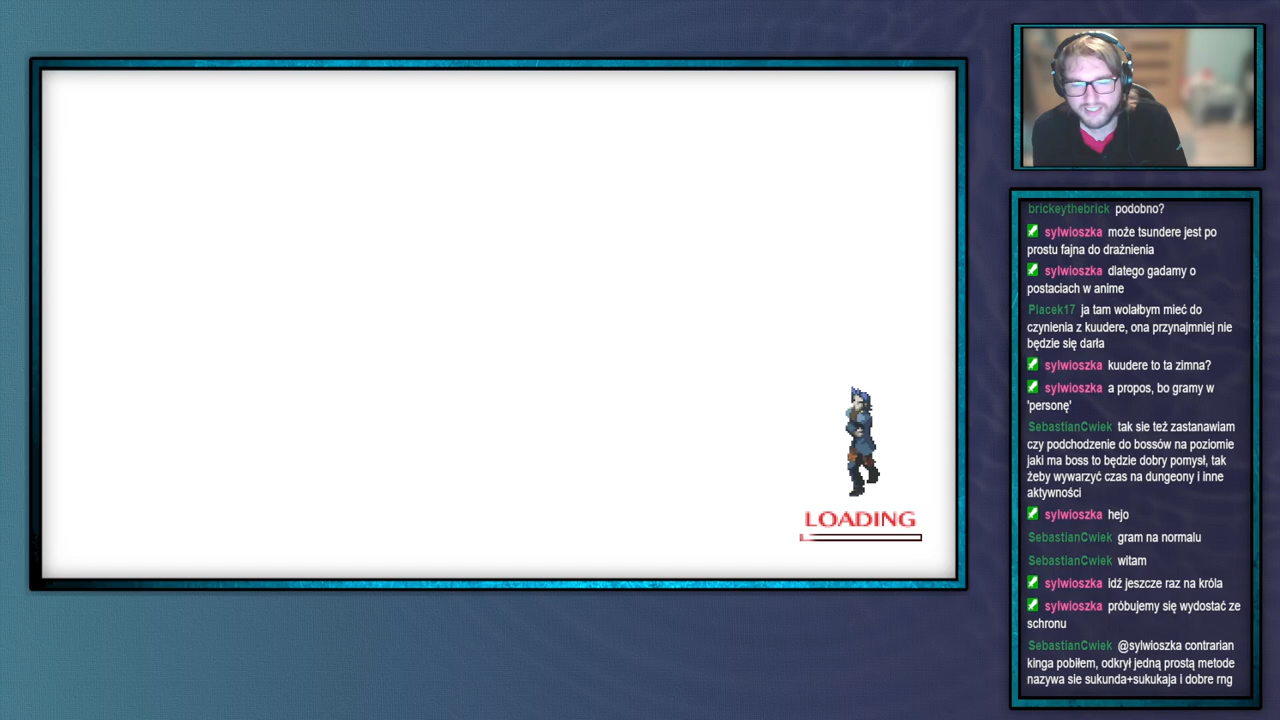 LOADING
brickeythebrick podobno?
sylwioszka może tsundere jest po
prostu fajna do drażnienia
sylwioszka dlatego gadamy o
postaciach w anime
Placek17 ja tam wolałbym mieć do
czynienia z kuudere, ona przynajmniej nie
będzie się darła
sylwioszka kuudere to ta zimna?
sylwioszka a propos, bo gramy w
'personę'
SebastianCwiek tak sie też zastanawiam
czy podchodzenie do bossów na poziomie
jaki ma boss to będzie dobry pomysł, tak
żeby wywarzyć czas na dungeony i inne
aktywności
sylwioszka hejo
SebastianCwiek gram na normalu
SebastianCwiek witam
sylwioszka idź jeszcze raz na króla
sylwioszka próbujemy się wydostać ze
schronu
SebastianCwiek @sylwioszka contrarian
kinga pobiłem, odkrył jedną prostą metode
nazywa sie sukunda+sukukaja i dobre rng